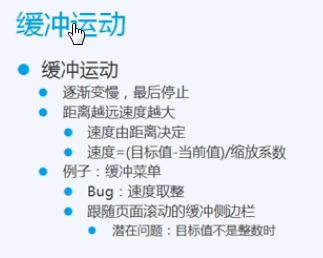 缓冲运动
缓冲运动
逐渐变慢，最后停止
距离越远速度越大
速度由距离决定
速度=(目标值-当前值)/缩放系数
例子：缓冲菜单
Bug：速度取整
跟随页面滚动的缓冲侧边栏
潜在问题：目标值不是整数时